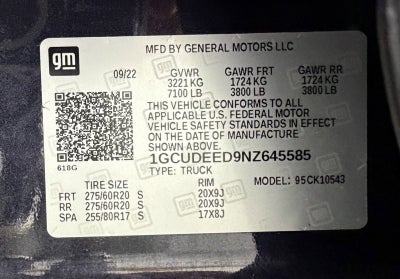 gm
MFD BY GENERAL MOTORS LLC
09/22 GVWR GAWR FRT GAWR RR
3221 KG 1724 KG 1724 KG
7100 LB 3800 LB 3800 LB
THIS VEHICLE CONFORMS TO ALL
APPLICABLE U.S. FEDERAL MOTOR
VEHICLE SAFETY AND THEFT PREVENTION
STANDARDS IN EFFECT ON THE
DATE OF MANUFACTURE
SHOWN ABOVE.
1GCUDEED9NZ645585
618G TYPE: TRUCK
TIRE SIZE RIM MODEL: 95CK10543
FRT 275/60R20 S 20X9J
RR 275/60R20 S 20X9J
SPA 255/80R17 S 17X8J